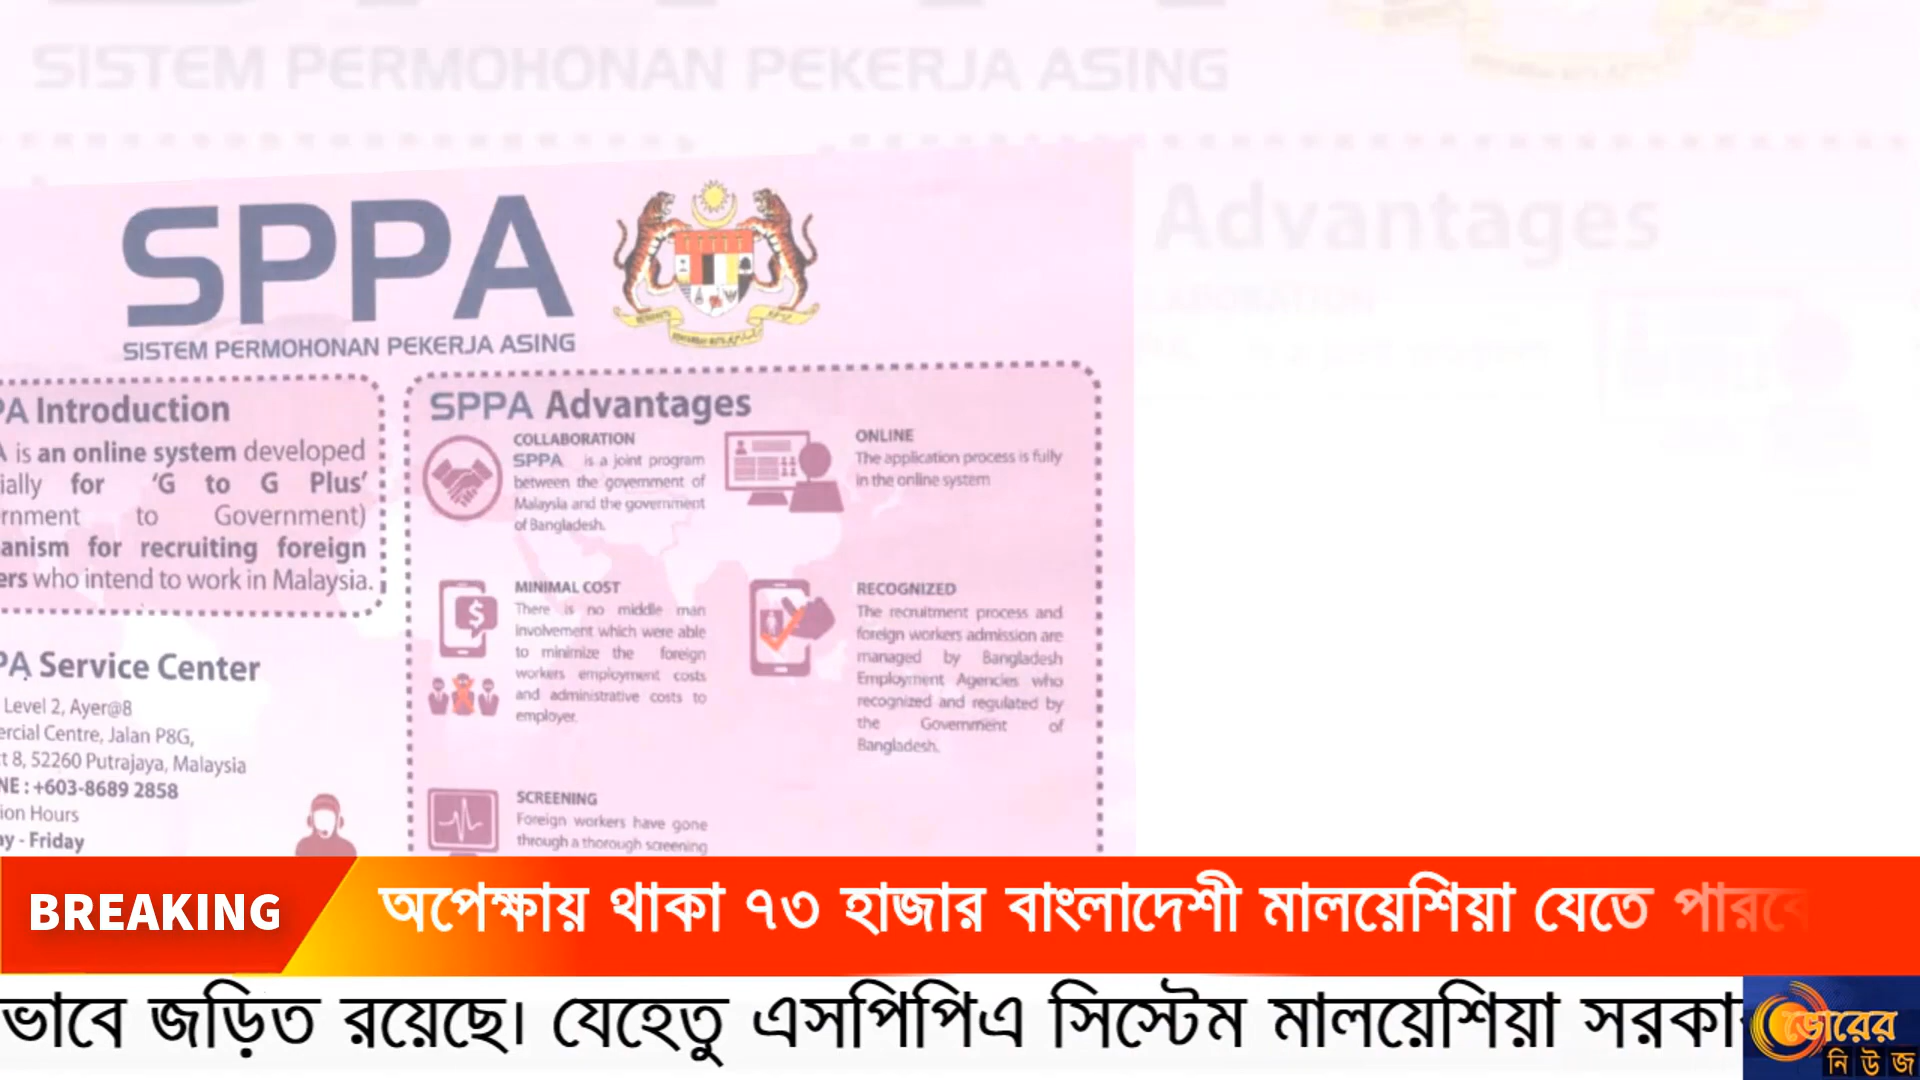 SISTEM PERMOHONAN PEKERJA ASING
Advantages
SPPA
SISTEM PERMOHONAN PEKERJA ASING
PA Introduction
A is an online system developed
ially for 'G to G Plus'
rnment to Government)
anism for recruiting foreign
ers who intend to work in Malaysia.
PA Service Center
Level 2, Ayer@8
ercial Centre, Jalan P8G,
t 8, 52260 Putrajaya, Malaysia
NE : +603-8689 2858
ion Hours
ay - Friday
SPPA Advantages
COLLABORATION
SPPA is a joint program
between the government of
Malaysia and the government
of Bangladesh.
ONLINE
The application process is fully
in the online system
MINIMAL COST
There is no middle man
involvement which were able
to minimize the foreign
workers employment costs
and administrative costs to
employer.
RECOGNIZED
The recruitment process and
foreign workers admission are
managed by Bangladesh
Employment Agencies who
recognized and regulated by
the Government of
Bangladesh.
SCREENING
Foreign workers have gone
through a thorough screening
BREAKING
অপেক্ষায় থাকা ৭৩ হাজার বাংলাদেশী মালয়েশিয়া যেতে পারবে
ভাবে জড়িত রয়েছে। যেহেতু এসপিপিএ সিস্টেম মালয়েশিয়া সরকা
ভোরের
নিউজ